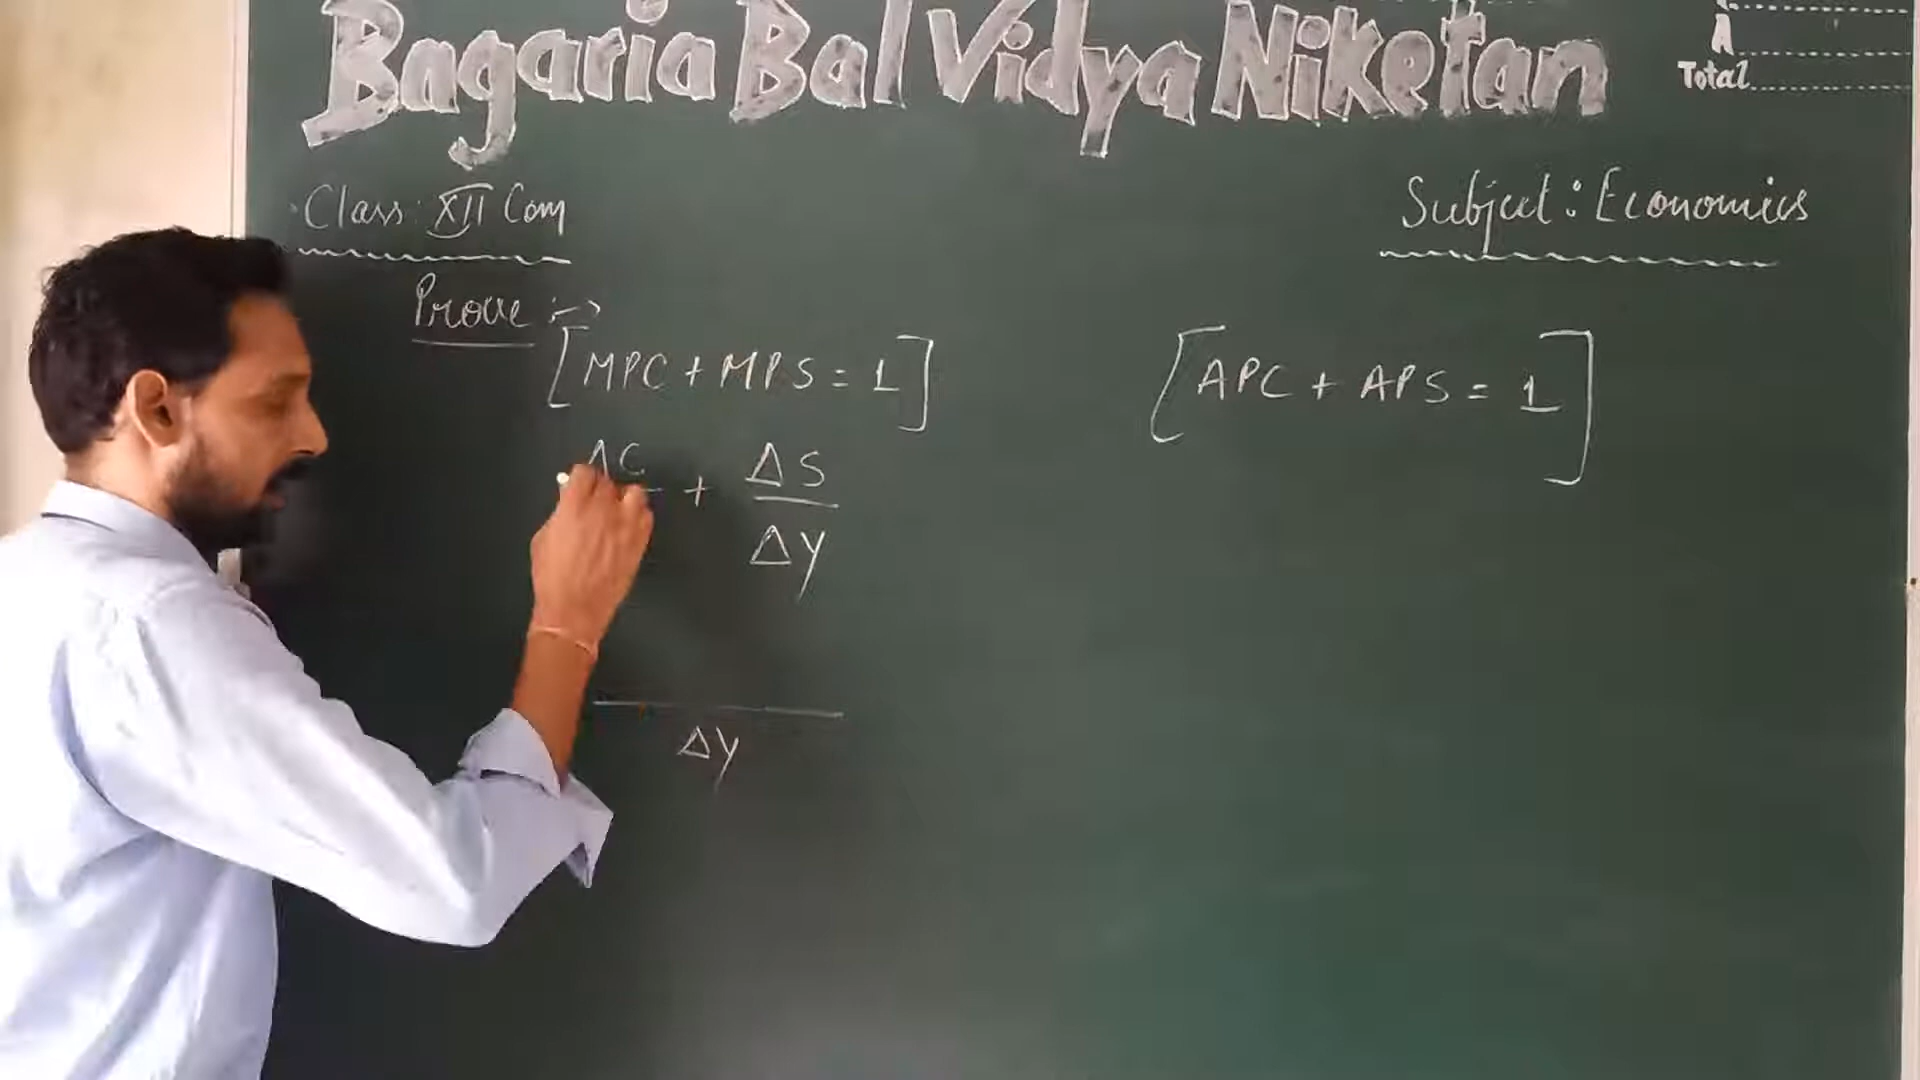 Bagaria Bal Vidya Niketan
A
Total
Class: XII Com
Subject: Economics
Prove :->
[MPC + MPS = 1]
[APC + APS = 1]
ΔC + ΔS
ΔY
ΔY